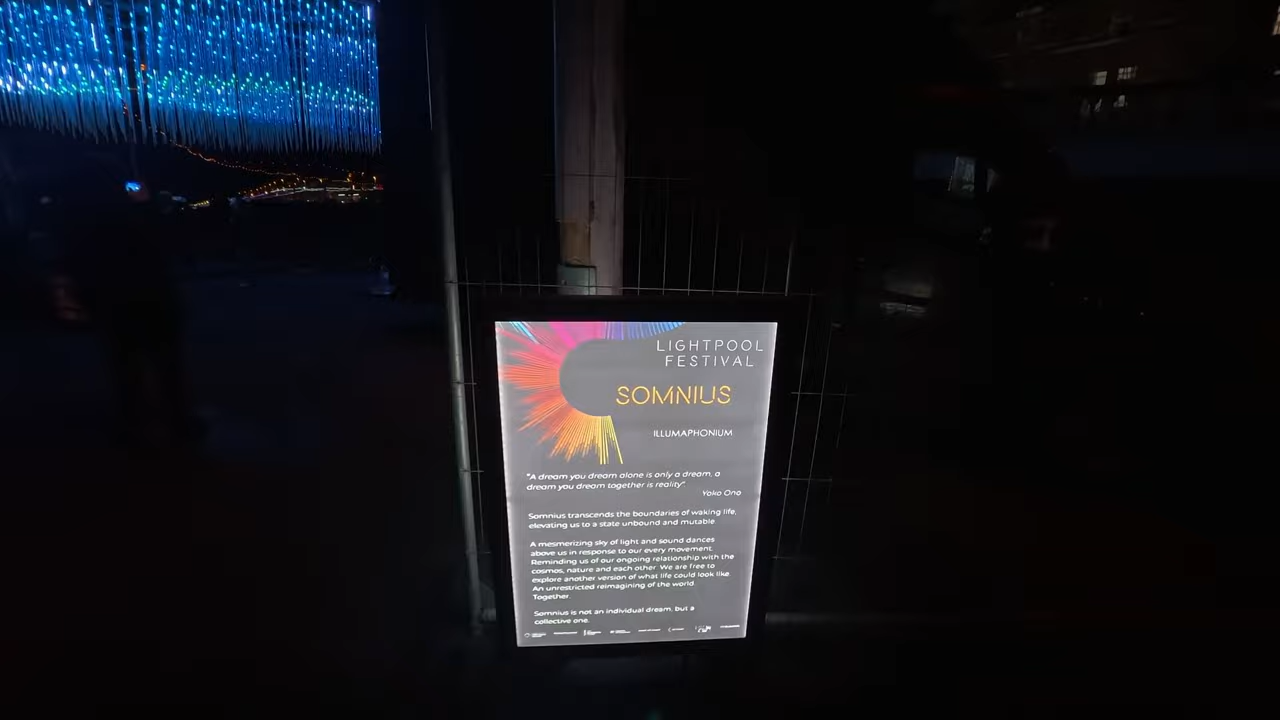 LIGHTPOOL
FESTIVAL
SOMNIUS
ILLUMAPHONIUM
"A dream you dream alone is only a dream, a
dream you dream together is reality".
Yoko Ono
Somnius transcends the boundaries of waking life,
elevating us to a state unbound and mutable.
A mesmerizing sky of light and sound dances
above us in response to our every movement.
Reminding us of our ongoing relationship with the
cosmos, nature and each other. We are free to
explore another version of what life could look like.
An unrestricted reimagining of the world.
Together.
Somnius is not an individual dream, but a
collective one.